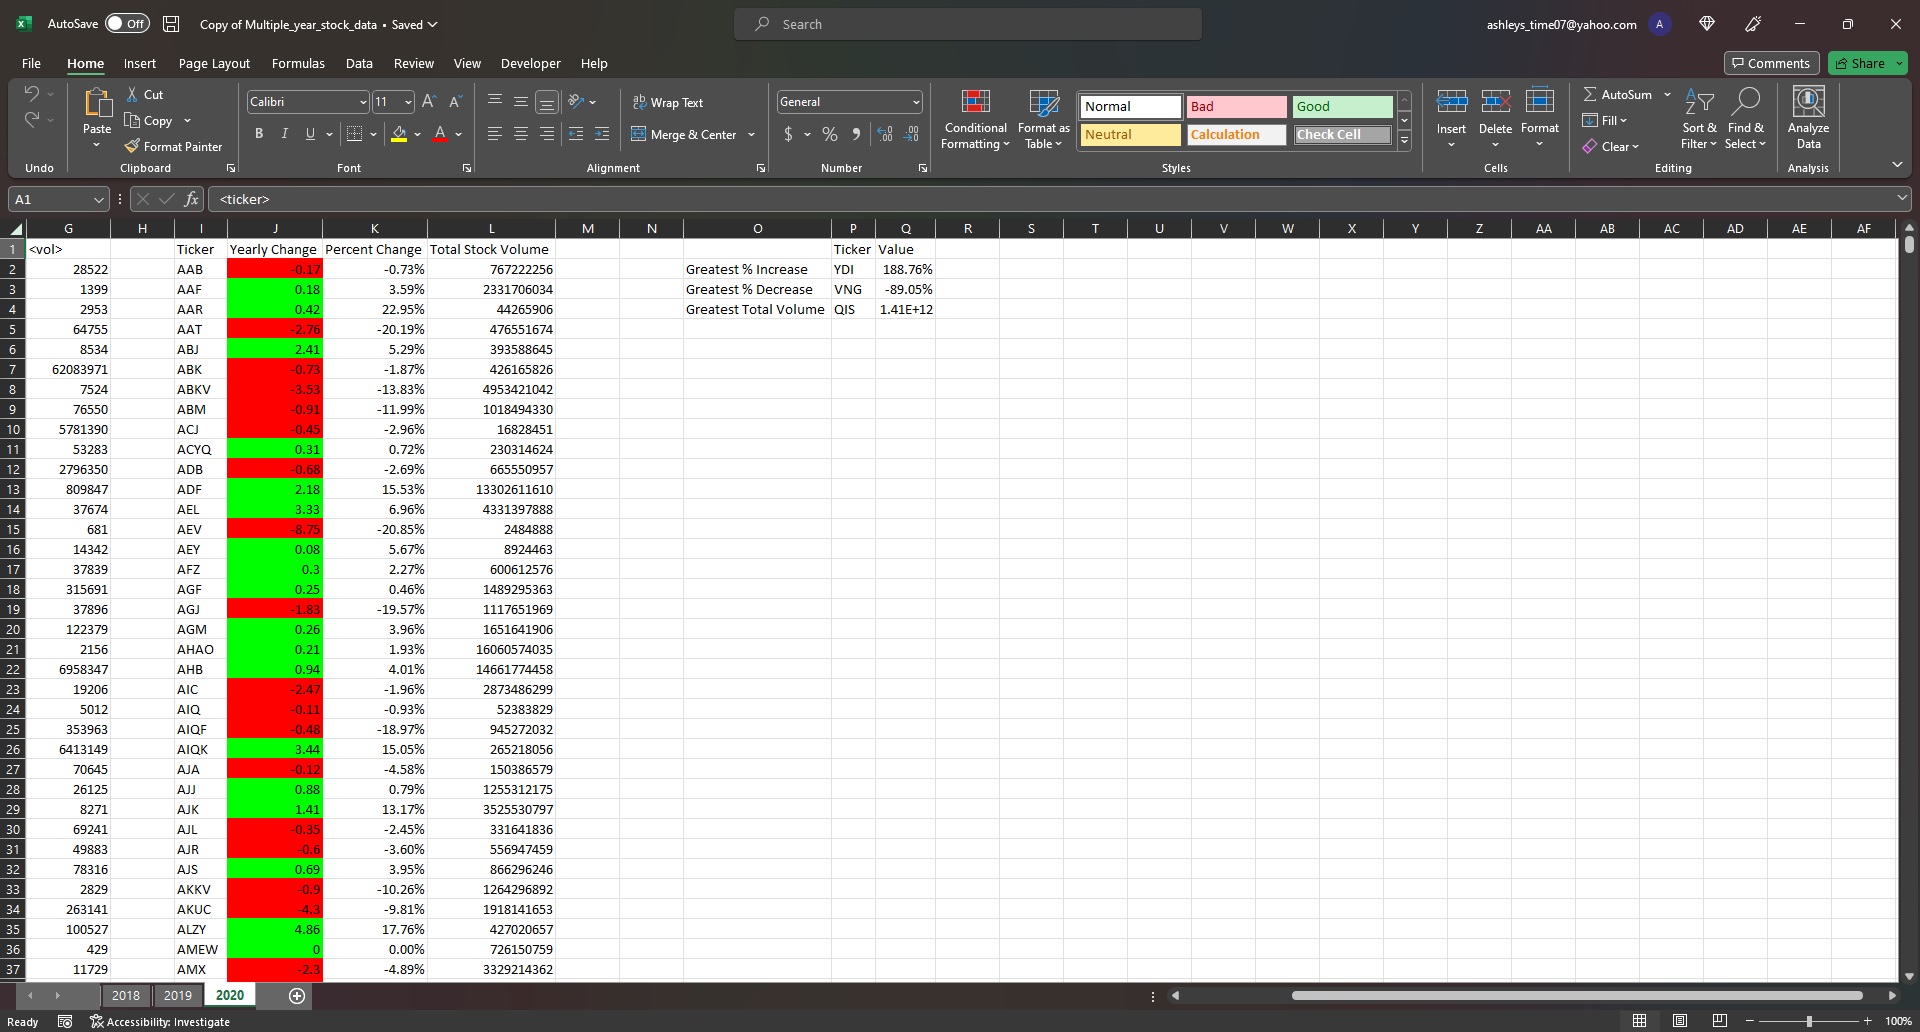 AutoSave Off Copy of Multiple_year_stock_data • Saved Search ashleys_time07@yahoo.com A
File Home Insert Page Layout Formulas Data Review View Developer Help Comments Share
Cut
Copy
Format Painter
Paste
Calibri 11
B I U A
Wrap Text
Merge & Center
General
$ %
Conditional Formatting
Format as Table
Normal Bad Good
Neutral Calculation Check Cell
Insert Delete Format
AutoSum
Fill
Clear
Sort & Filter
Find & Select
Analyze Data
Undo Clipboard Font Alignment Number Styles Cells Editing Analysis
A1 fx <ticker>
G H I J K L M N O P Q R S T U V W X Y Z AA AB AC AD AE AF
1 <vol> Ticker Yearly Change Percent Change Total Stock Volume Ticker Value
2 28522 AAB -0.17 -0.73% 767222256 Greatest % Increase YDI 188.76%
3 1399 AAF 0.18 3.59% 2331706034 Greatest % Decrease VNG -89.05%
4 2953 AAR 0.42 22.95% 44265906 Greatest Total Volume QIS 1.41E+12
5 64755 AAT -2.76 -20.19% 476551674
6 8534 ABJ 2.41 5.29% 393588645
7 62083971 ABK -0.73 -1.87% 426165826
8 7524 ABKV -3.53 -13.83% 4953421042
9 76550 ABM -0.91 -11.99% 1018494330
10 5781390 ACJ -0.45 -2.96% 16828451
11 53283 ACYQ 0.31 0.72% 230314624
12 2796350 ADB -0.68 -2.69% 665550957
13 809847 ADF 2.18 15.53% 13302611610
14 37674 AEL 3.33 6.96% 4331397888
15 681 AEV -8.75 -20.85% 2484888
16 14342 AEY 0.08 5.67% 8924463
17 37839 AFZ 0.3 2.27% 600612576
18 315691 AGF 0.25 0.46% 1489295363
19 37896 AGJ -1.83 -19.57% 1117651969
20 122379 AGM 0.26 3.96% 1651641906
21 2156 AHAO 0.21 1.93% 16060574035
22 6958347 AHB 0.94 4.01% 14661774458
23 19206 AIC -2.47 -1.96% 2873486299
24 5012 AIQ -0.11 -0.93% 52383829
25 353963 AIQF -0.48 -18.97% 945272032
26 6413149 AIQK 3.44 15.05% 265218056
27 70645 AJA -0.12 -4.58% 150386579
28 26125 AJJ 0.88 0.79% 1255312175
29 8271 AJK 1.41 13.17% 3525530797
30 69241 AJL -0.35 -2.45% 331641836
31 49883 AJR -0.6 -3.60% 556947459
32 78316 AJS 0.69 3.95% 866296246
33 2829 AKKV -0.9 -10.26% 1264296892
34 263141 AKUC -4.3 -9.81% 1918141653
35 100527 ALZY 4.86 17.76% 427020657
36 429 AMEW 0 0.00% 726150759
37 11729 AMX -2.3 -4.89% 3329214362
2018 2019 2020
Ready Accessibility: Investigate 100%